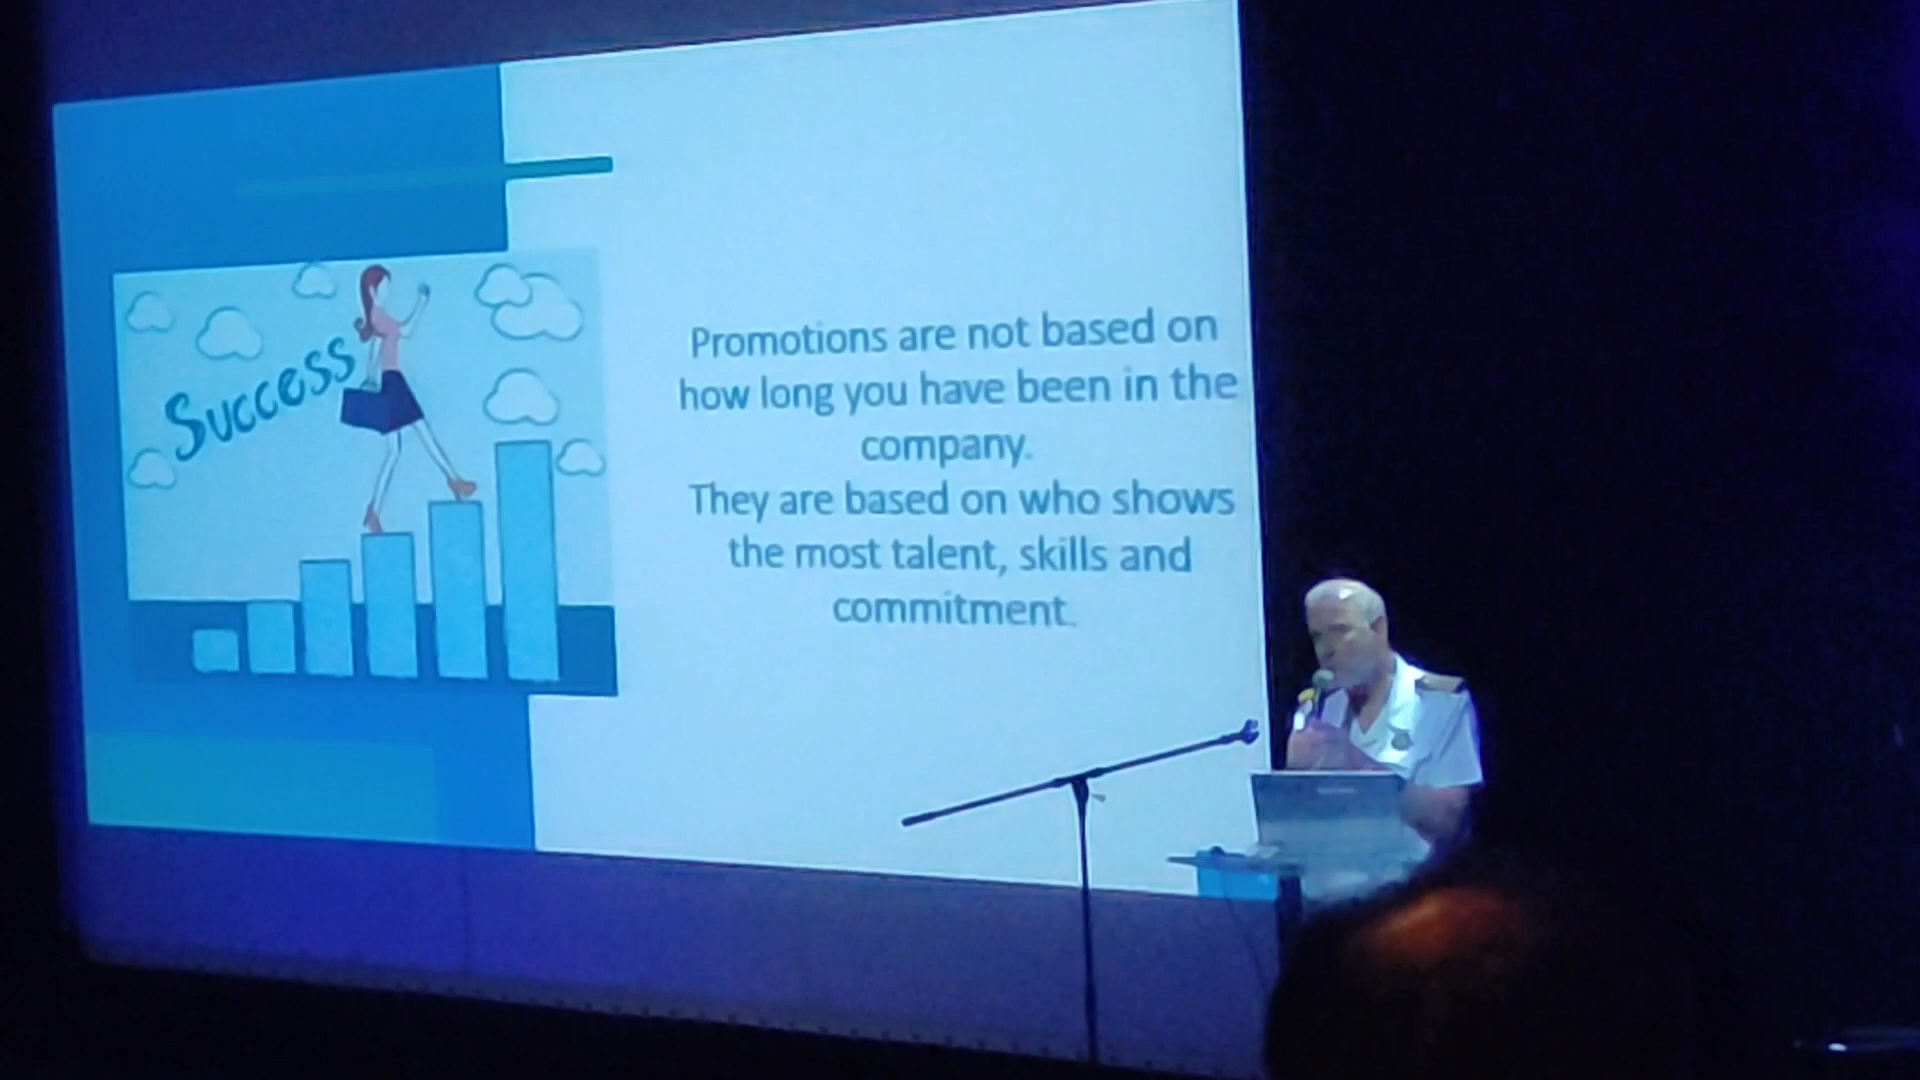 Success
Promotions are not based on
how long you have been in the
company.
They are based on who shows
the most talent, skills and
commitment.